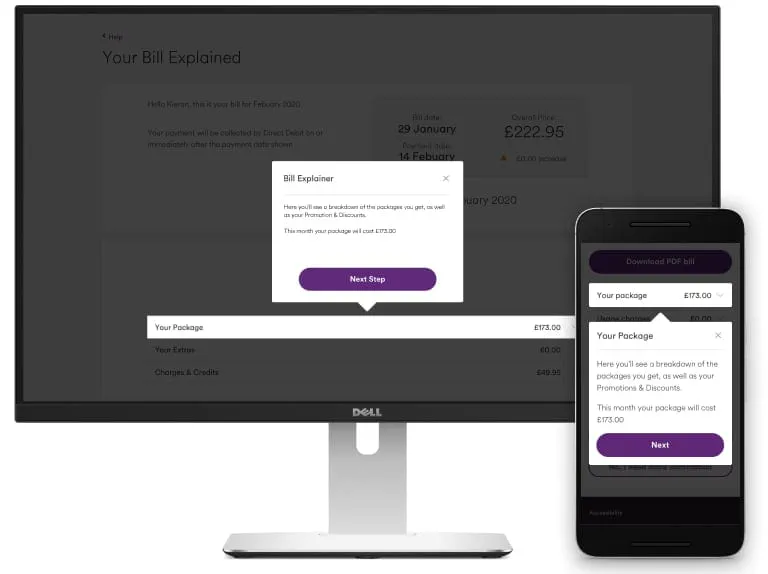 Help
Your Bill Explained
Hello Kieran, this is your bill for Febuary 2020.
Your payment will be collected by Direct Debit on or
immediately after the payment date shown
Bill date:
29 January
Payment date:
14 Febuary
Overall Price:
£222.95
£0.00 increase
uary 2020
Bill Explainer
Here you'll see a breakdown of the packages you get, as well
as your Promotion & Discounts.
This month your package will cost £173.00
Next Step
Your Package £173.00
Your Extras £0.00
Charges & Credits £49.95
DELL
Download PDF bill
Your package £173.00
Usage charges £0.00
Your Package
Here you'll see a breakdown of the
packages you get, as well as your
Promotions & Discounts.
This month your package will cost
£173.00
Next
Accessibility